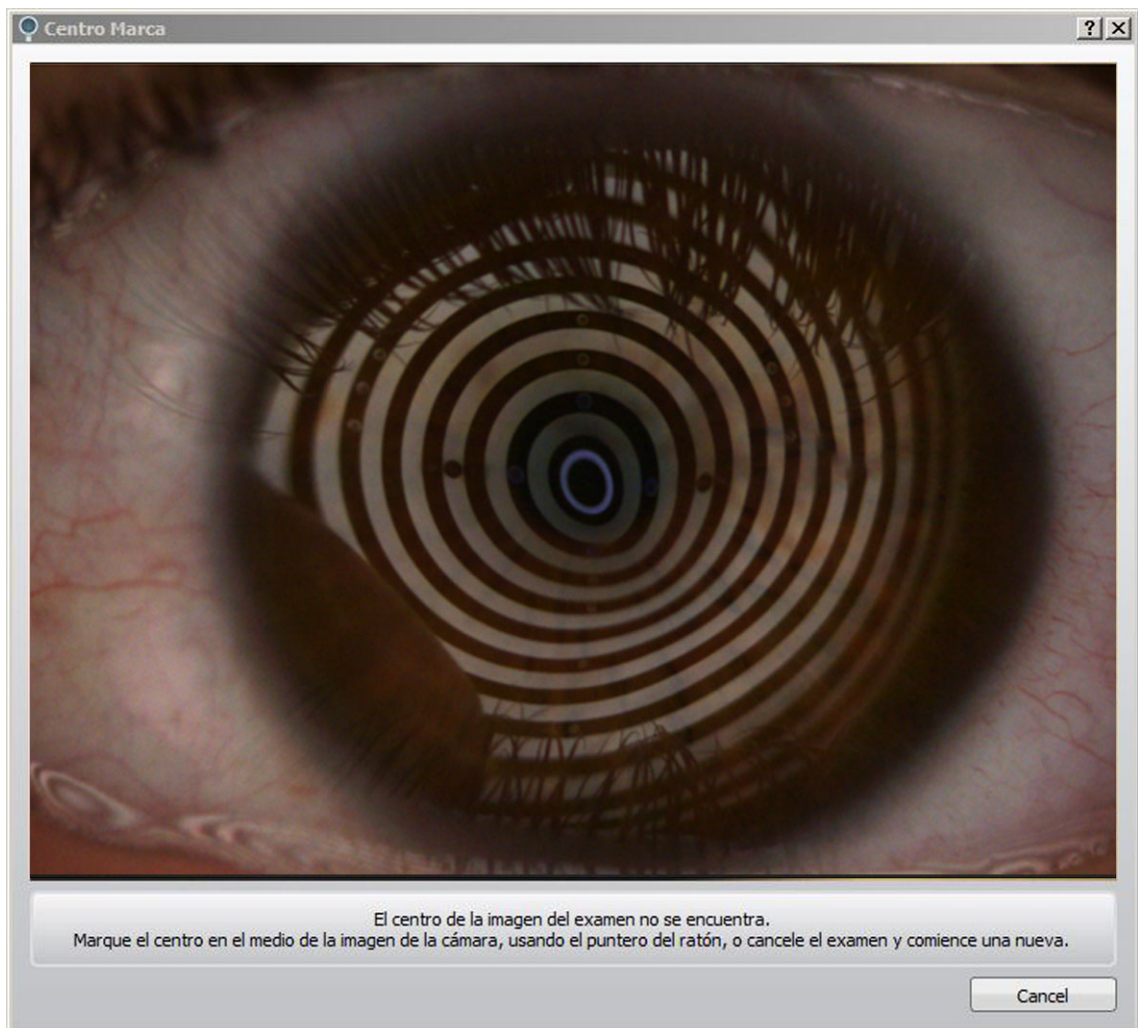 Centro Marca
El centro de la imagen del examen no se encuentra.
Marque el centro en el medio de la imagen de la cámara, usando el puntero del ratón, o cancele el examen y comience una nueva.
Cancel